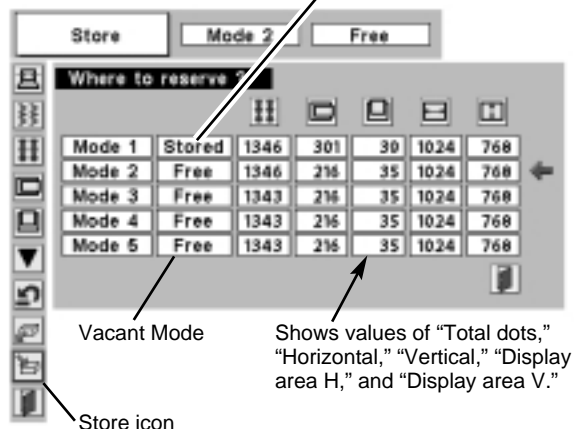 Store Mode 2 Free
Where to reserve ?
Mode 1 Stored 1346 301 30 1024 768
Mode 2 Free 1346 216 35 1024 768
Mode 3 Free 1343 216 35 1024 768
Mode 4 Free 1343 216 35 1024 768
Mode 5 Free 1343 216 35 1024 768
Vacant Mode
Shows values of “Total dots,”
“Horizontal,” “Vertical,” “Display
area H,” and “Display area V.”
Store icon